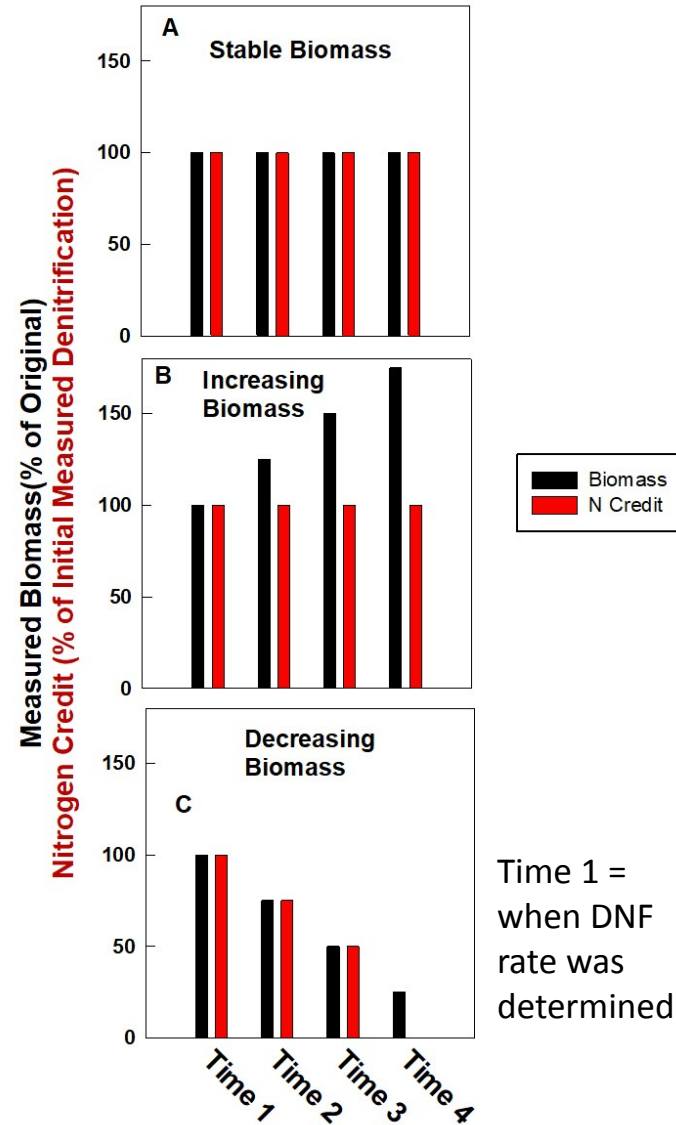 Measured Biomass(% of Original)
Nitrogen Credit (% of Initial Measured Denitrification)
A
Stable Biomass
150
100
50
0
B
Increasing
Biomass
150
100
50
0
Biomass
N Credit
Decreasing
Biomass
C
150
100
50
0
Time 1
Time 2
Time 3
Time 4
Time 1 =
when DNF
rate was
determined